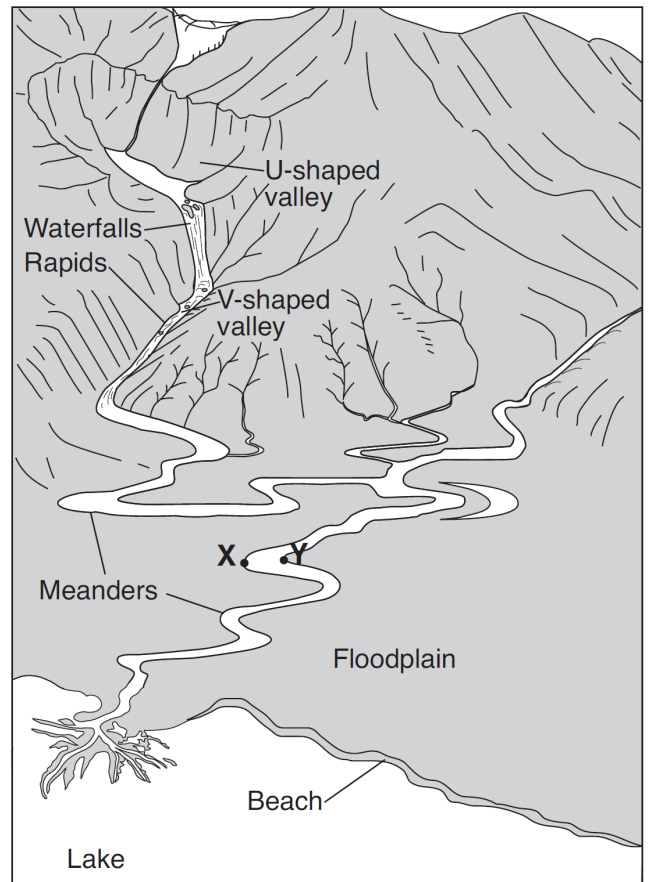 U-shaped
valley
Waterfalls
Rapids
V-shaped
valley
X
Y
Meanders
Floodplain
Beach
Lake